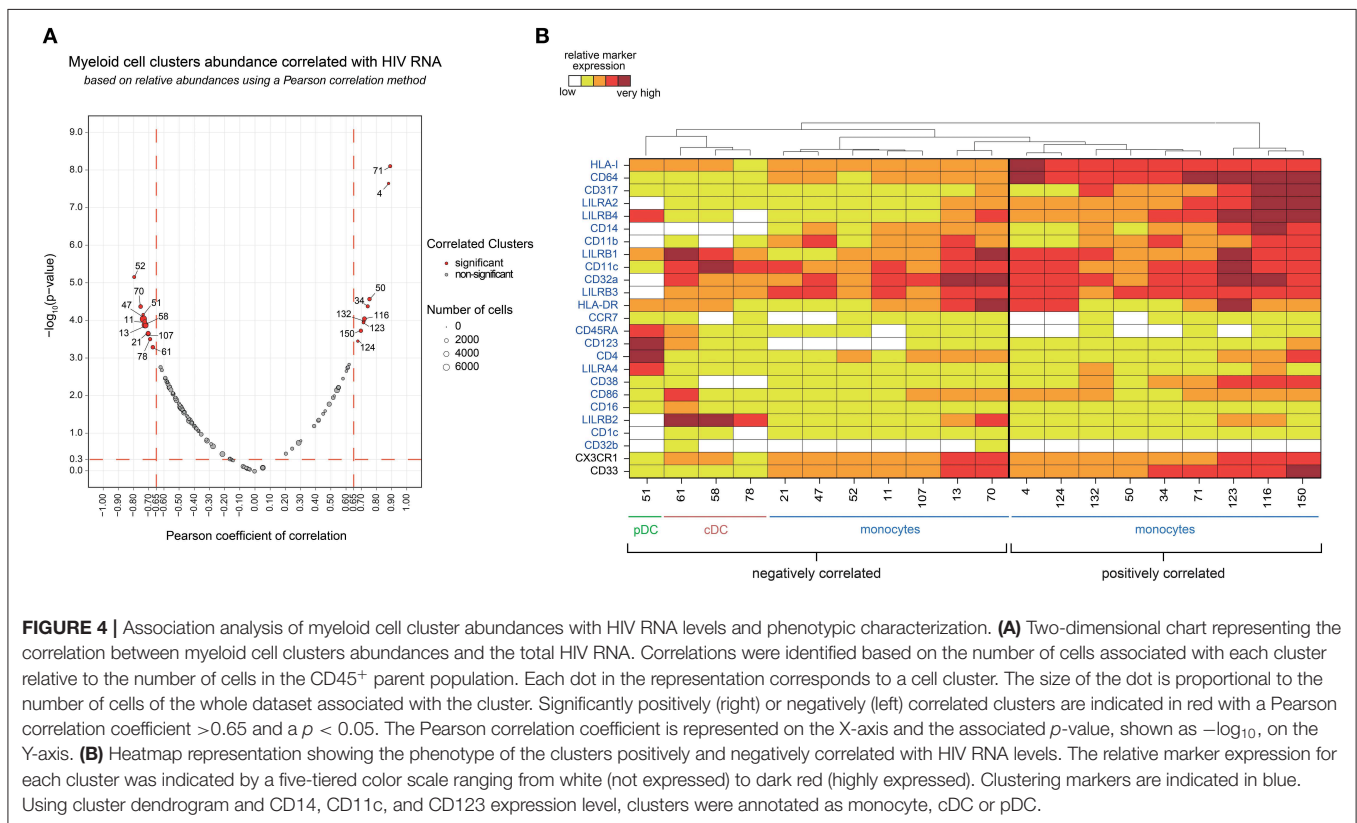 A
Myeloid cell clusters abundance correlated with HIV RNA
based on relative abundances using a Pearson correlation method
9.0
8.0
7.0
6.0
5.0
4.0
3.0
2.0
1.0
0.3
0.0
−log10(p−value)
71
4
52
70
51
47
11
58
13
107
21
78
61
50
34
116
132
123
150
124
−1.00
−0.90
−0.80
−0.70
−0.65
−0.60
−0.50
−0.40
−0.30
−0.20
−0.10
0.00
0.10
0.20
0.30
0.40
0.50
0.60
0.65
0.70
0.80
0.90
1.00
Pearson coefficient of correlation
Correlated Clusters
significant
non−significant
Number of cells
0
2000
4000
6000
B
relative marker
expression
low very high
HLA-I
CD64
CD317
LILRA2
LILRB4
CD14
CD11b
LILRB1
CD11c
CD32a
LILRB3
HLA-DR
CCR7
CD45RA
CD123
CD4
LILRA4
CD38
CD86
CD16
LILRB2
CD1c
CD32b
CX3CR1
CD33
51 61 58 78 21 47 52 11 107 13 70 4 124 132 50 34 71 123 116 150
pDC cDC monocytes monocytes
negatively correlated positively correlated
FIGURE 4 | Association analysis of myeloid cell cluster abundances with HIV RNA levels and phenotypic characterization. (A) Two-dimensional chart representing the
correlation between myeloid cell clusters abundances and the total HIV RNA. Correlations were identified based on the number of cells associated with each cluster
relative to the number of cells in the CD45+ parent population. Each dot in the representation corresponds to a cell cluster. The size of the dot is proportional to the
number of cells of the whole dataset associated with the cluster. Significantly positively (right) or negatively (left) correlated clusters are indicated in red with a Pearson
correlation coefficient >0.65 and a p < 0.05. The Pearson correlation coefficient is represented on the X-axis and the associated p-value, shown as −log10, on the
Y-axis. (B) Heatmap representation showing the phenotype of the clusters positively and negatively correlated with HIV RNA levels. The relative marker expression for
each cluster was indicated by a five-tiered color scale ranging from white (not expressed) to dark red (highly expressed). Clustering markers are indicated in blue.
Using cluster dendrogram and CD14, CD11c, and CD123 expression level, clusters were annotated as monocyte, cDC or pDC.